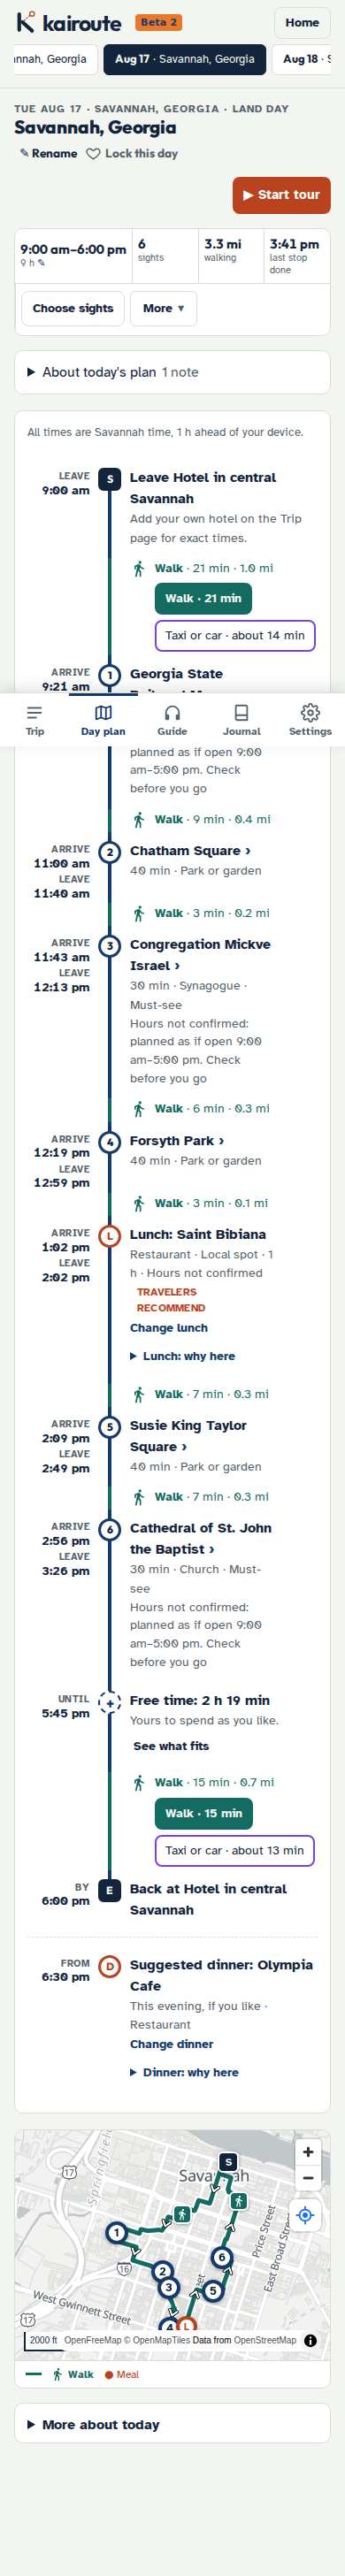 kairoute Beta 2 Home
nnah, Georgia Aug 17 · Savannah, Georgia Aug 18 · S
TUE AUG 17 · SAVANNAH, GEORGIA · LAND DAY
Savannah, Georgia
✎ Rename Lock this day
▶ Start tour
9:00 am–6:00 pm
9 h ✎
6
sights
3.3 mi
walking
3:41 pm
last stop
done
Choose sights More ▾
▶ About today's plan 1 note
All times are Savannah time, 1 h ahead of your device.
LEAVE
9:00 am
S
Leave Hotel in central
Savannah
Add your own hotel on the Trip
page for exact times.
Walk · 21 min · 1.0 mi
Walk · 21 min
Taxi or car · about 14 min
ARRIVE
9:21 am
1
Georgia State
Trip Day plan Guide Journal Settings
planned as if open 9:00
am–5:00 pm. Check
before you go
Walk · 9 min · 0.4 mi
ARRIVE
11:00 am
LEAVE
11:40 am
2
Chatham Square ›
40 min · Park or garden
Walk · 3 min · 0.2 mi
ARRIVE
11:43 am
LEAVE
12:13 pm
3
Congregation Mickve
Israel ›
30 min · Synagogue ·
Must-see
Hours not confirmed:
planned as if open 9:00
am–5:00 pm. Check
before you go
Walk · 6 min · 0.3 mi
ARRIVE
12:19 pm
LEAVE
12:59 pm
4
Forsyth Park ›
40 min · Park or garden
Walk · 3 min · 0.1 mi
ARRIVE
1:02 pm
LEAVE
2:02 pm
L
Lunch: Saint Bibiana
Restaurant · Local spot · 1
h · Hours not confirmed
TRAVELERS
RECOMMEND
Change lunch
▶ Lunch: why here
Walk · 7 min · 0.3 mi
ARRIVE
2:09 pm
LEAVE
2:49 pm
5
Susie King Taylor
Square ›
40 min · Park or garden
Walk · 7 min · 0.3 mi
ARRIVE
2:56 pm
LEAVE
3:26 pm
6
Cathedral of St. John
the Baptist ›
30 min · Church · Must-
see
Hours not confirmed:
planned as if open 9:00
am–5:00 pm. Check
before you go
UNTIL
5:45 pm
+
Free time: 2 h 19 min
Yours to spend as you like.
See what fits
Walk · 15 min · 0.7 mi
Walk · 15 min
Taxi or car · about 13 min
BY
6:00 pm
E
Back at Hotel in central
Savannah
FROM
6:30 pm
D
Suggested dinner: Olympia
Cafe
This evening, if you like ·
Restaurant
Change dinner
▶ Dinner: why here
Springfield
17
S
+
−
1
16
2
3
4
L
5
6
Price Street
East Broad Street
West Gwinnett Street
17
2000 ft OpenFreeMap © OpenMapTiles Data from OpenStreetMap
Walk Meal
▶ More about today